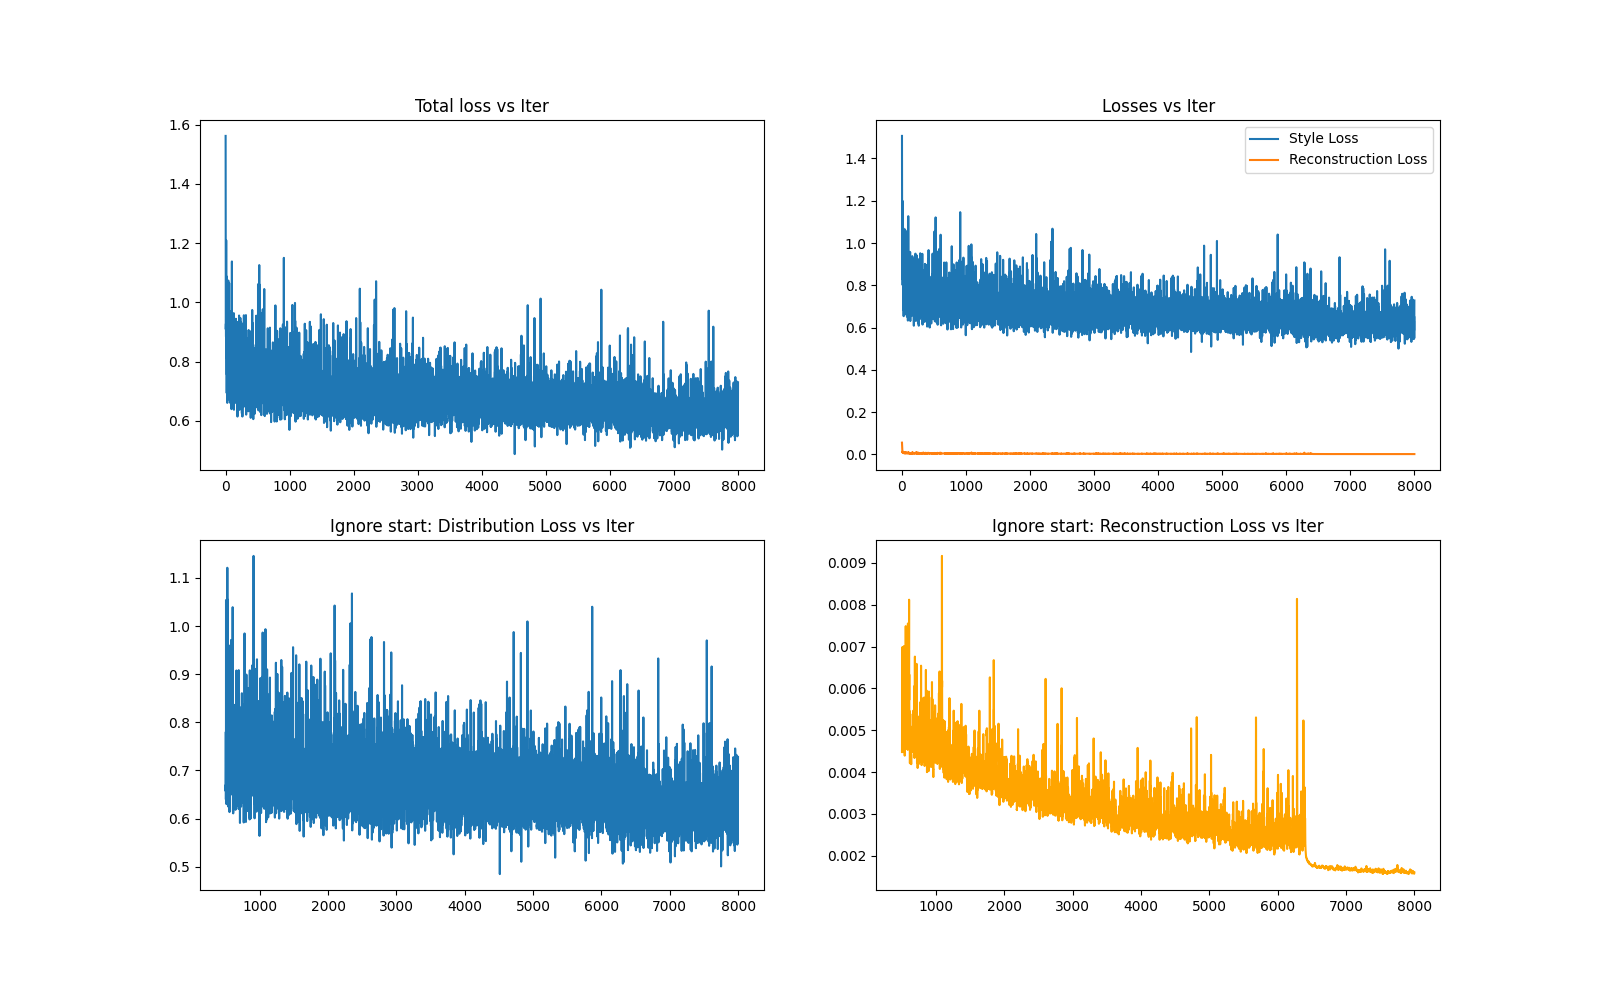 Total loss vs Iter
1.6
1.4
1.2
1.0
0.8
0.6
0 1000 2000 3000 4000 5000 6000 7000 8000
Losses vs Iter
Style Loss
Reconstruction Loss
1.4
1.2
1.0
0.8
0.6
0.4
0.2
0.0
0 1000 2000 3000 4000 5000 6000 7000 8000
Ignore start: Distribution Loss vs Iter
1.1
1.0
0.9
0.8
0.7
0.6
0.5
1000 2000 3000 4000 5000 6000 7000 8000
Ignore start: Reconstruction Loss vs Iter
0.009
0.008
0.007
0.006
0.005
0.004
0.003
0.002
1000 2000 3000 4000 5000 6000 7000 8000